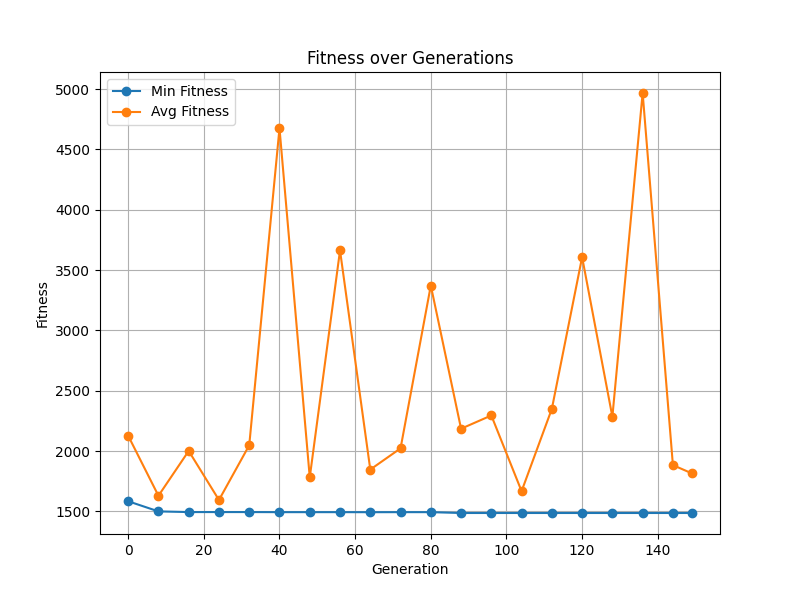 Fitness over Generations
Min Fitness
Avg Fitness
5000
4500
4000
3500
3000
2500
2000
1500
Fitness
0 20 40 60 80 100 120 140
Generation